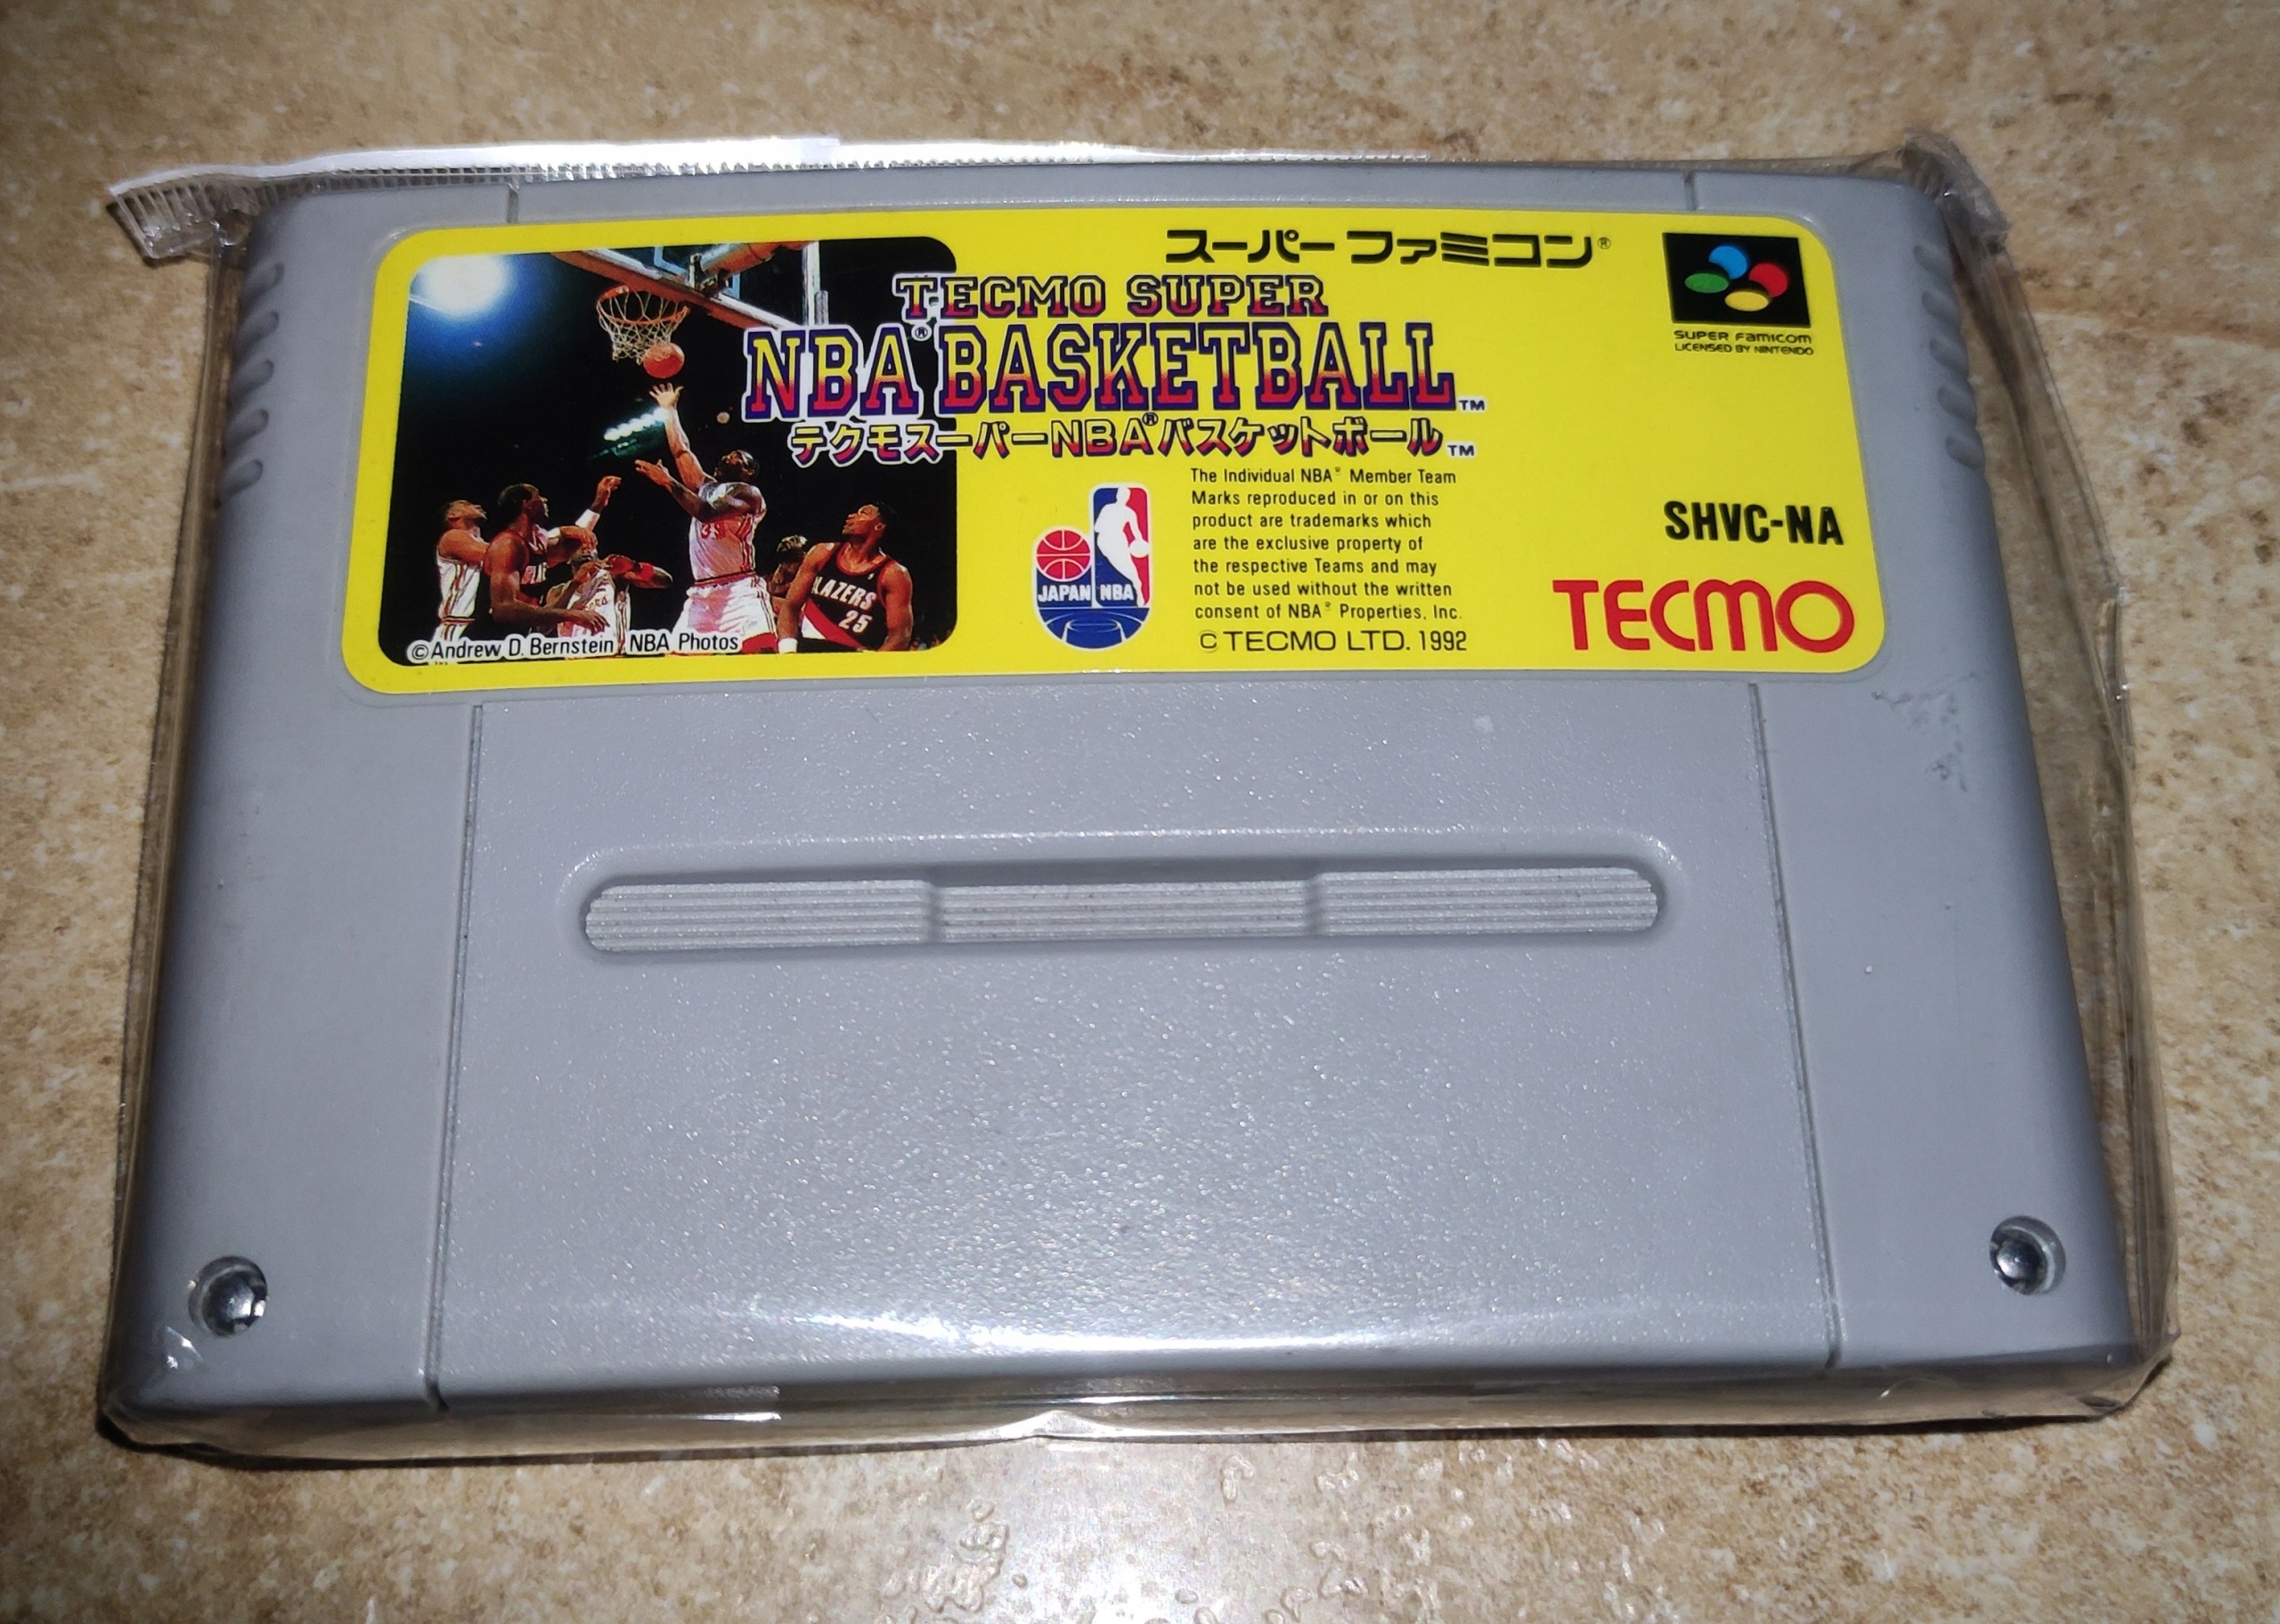 スーパーファミコン®
TECMO SUPER
NBA® BASKETBALL™
テクモスーパーNBA®バスケットボール™
SUPER FAMICOM
LICENSED BY NINTENDO
The Individual NBA® Member Team
Marks reproduced in or on this
product are trademarks which
are the exclusive property of
the respective Teams and may
not be used without the written
consent of NBA® Properties, Inc.
© TECMO LTD. 1992
JAPAN NBA
SHVC-NA
TECMO
LAZERS
25
©Andrew D. Bernstein, NBA Photos